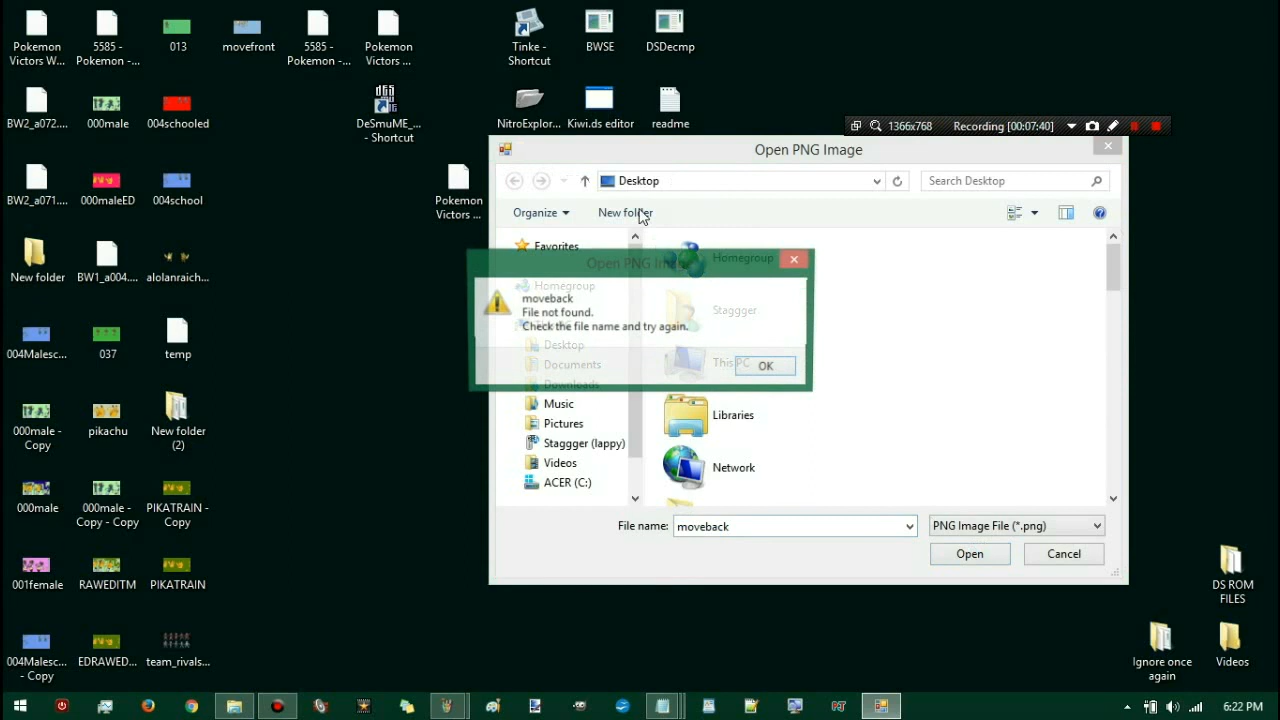 Pokemon
Victors W...
5585 -
Pokemon -...
013
movefront
5585 -
Pokemon -...
Pokemon
Victors ...
Tinke -
Shortcut
BWSE
DSDecmp
BW2_a072....
000male
004schooled
DeSmuME_...
- Shortcut
NitroExplor...
Kiwi.ds editor
readme
1366x768
Recording [00:07:40]
Open PNG Image
BW2_a071....
000maleED
004school
Pokemon
Victors ...
Desktop
Search Desktop
Organize
New folder
New folder
BW1_a004....
alolanraich...
Favorites
Homegroup
Desktop
Documents
Downloads
Music
Pictures
Staggger (lappy)
Videos
ACER (C:)
Homegroup
Staggger
This PC
Libraries
Network
Open PNG Image
moveback
File not found.
Check the file name and try again.
OK
004Malesc...
037
temp
000male -
Copy
pikachu
New folder
(2)
000male
000male -
Copy - Copy
PIKATRAIN -
Copy
File name:
moveback
PNG Image File (*.png)
Open
Cancel
001female
RAWEDITM
PIKATRAIN
DS ROM
FILES
004Malesc...
- Copy
EDRAWED...
team_rivals...
Ignore once
again
Videos
6:22 PM